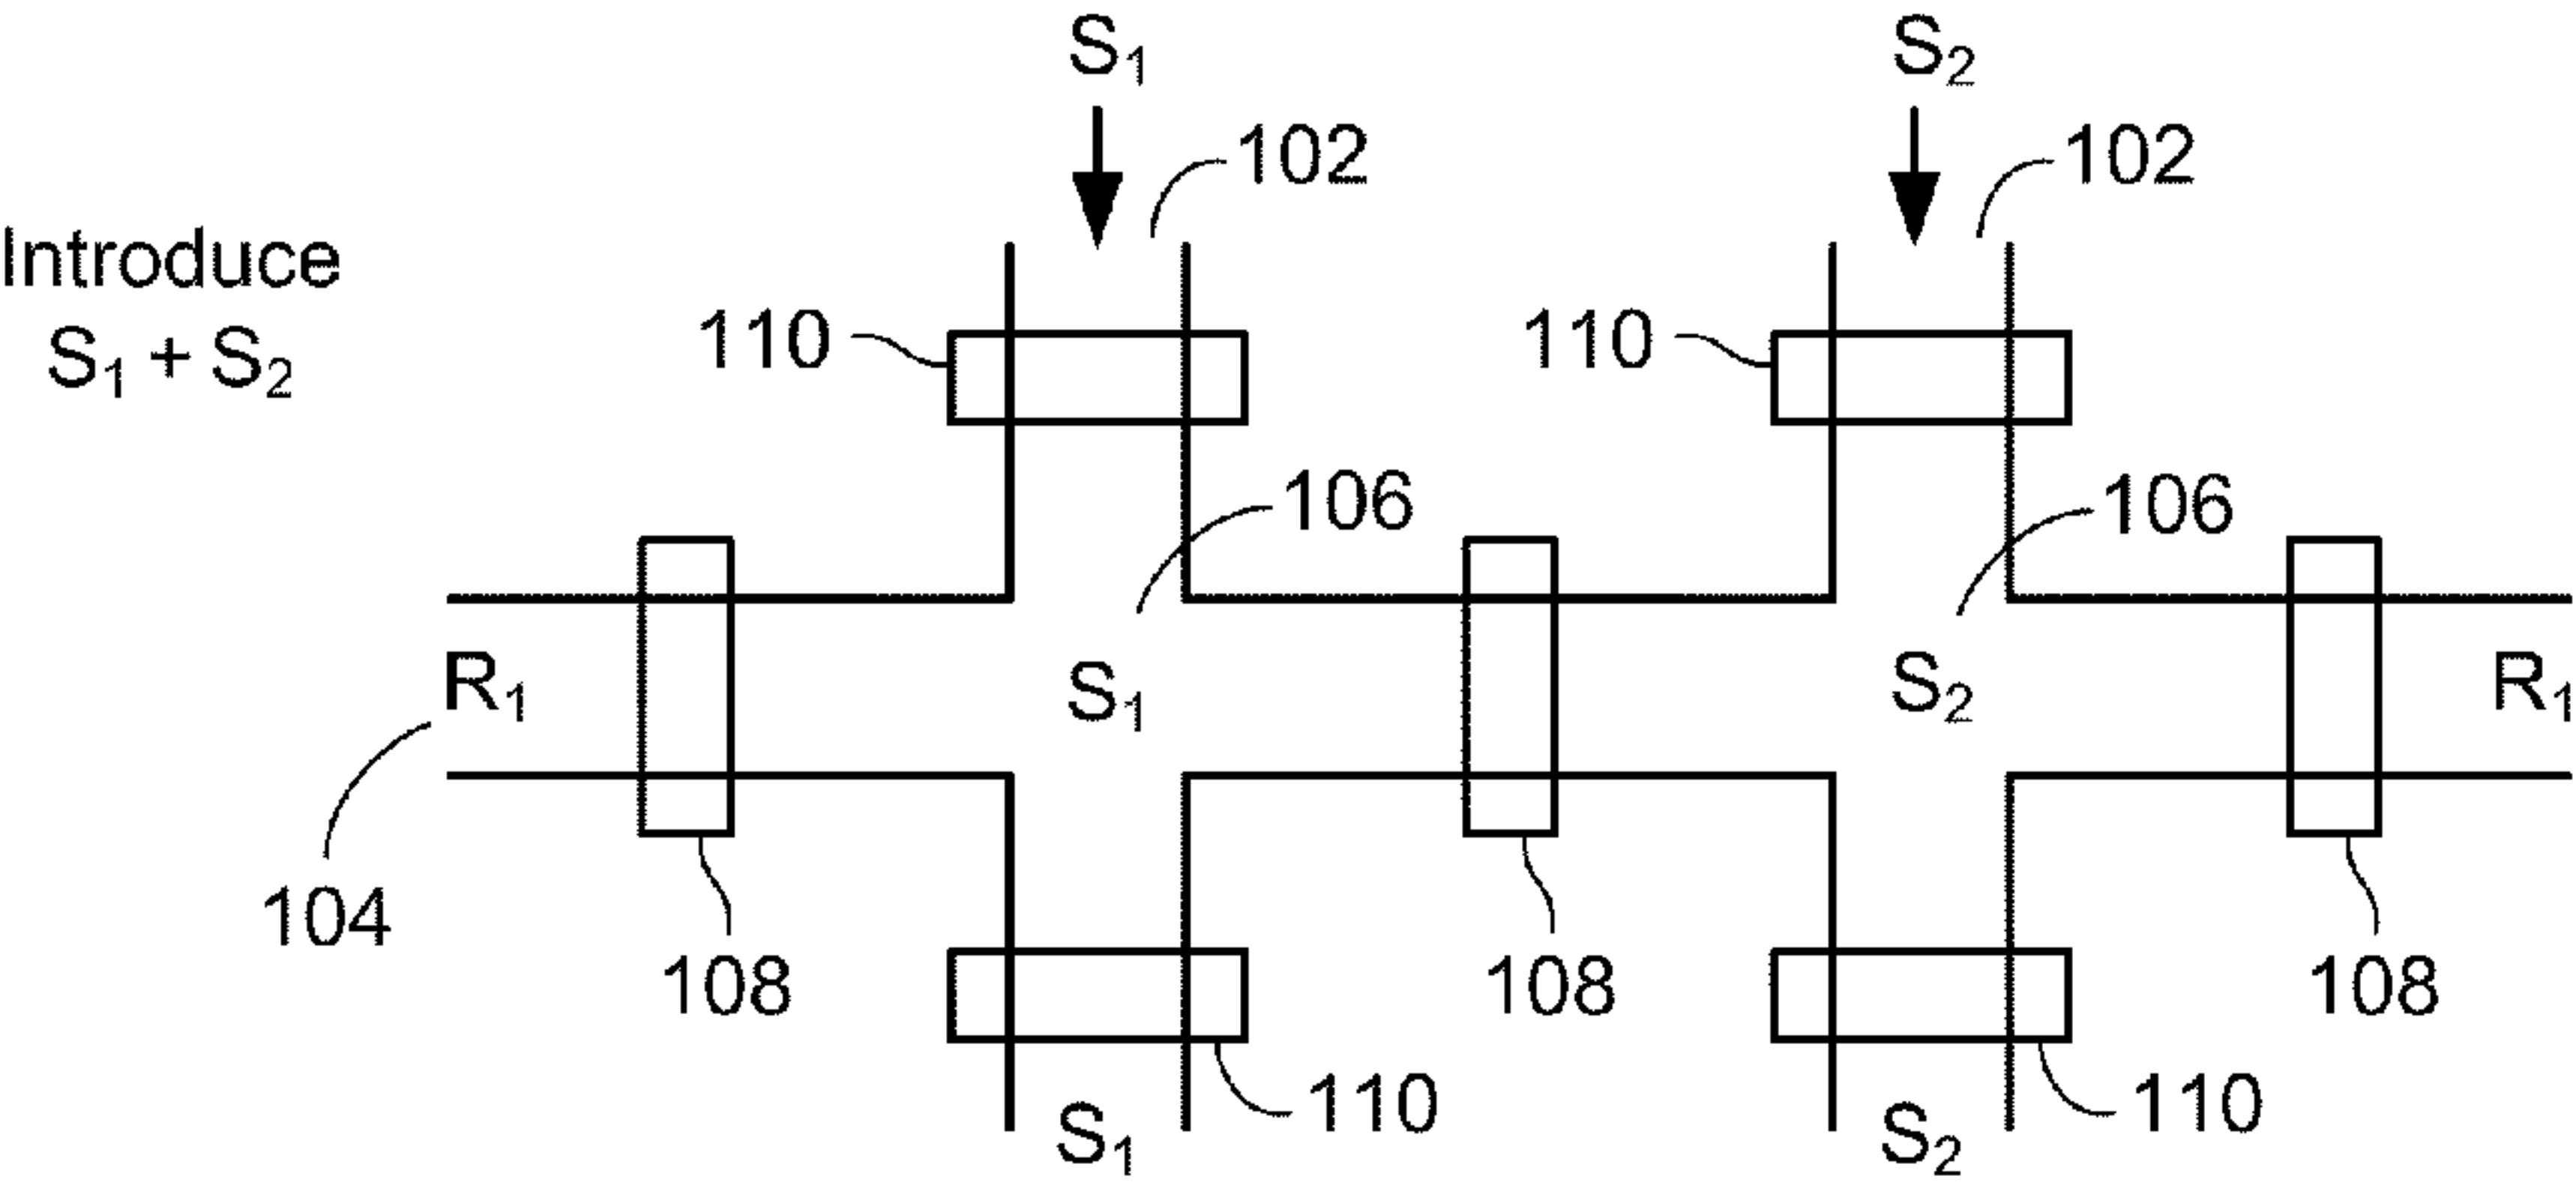 S₁ S₂
102 102
Introduce
S₁ + S₂
110 110
106 106
R₁ S₁ S₂ R₁
104
108 108 108
110 110
S₁ S₂